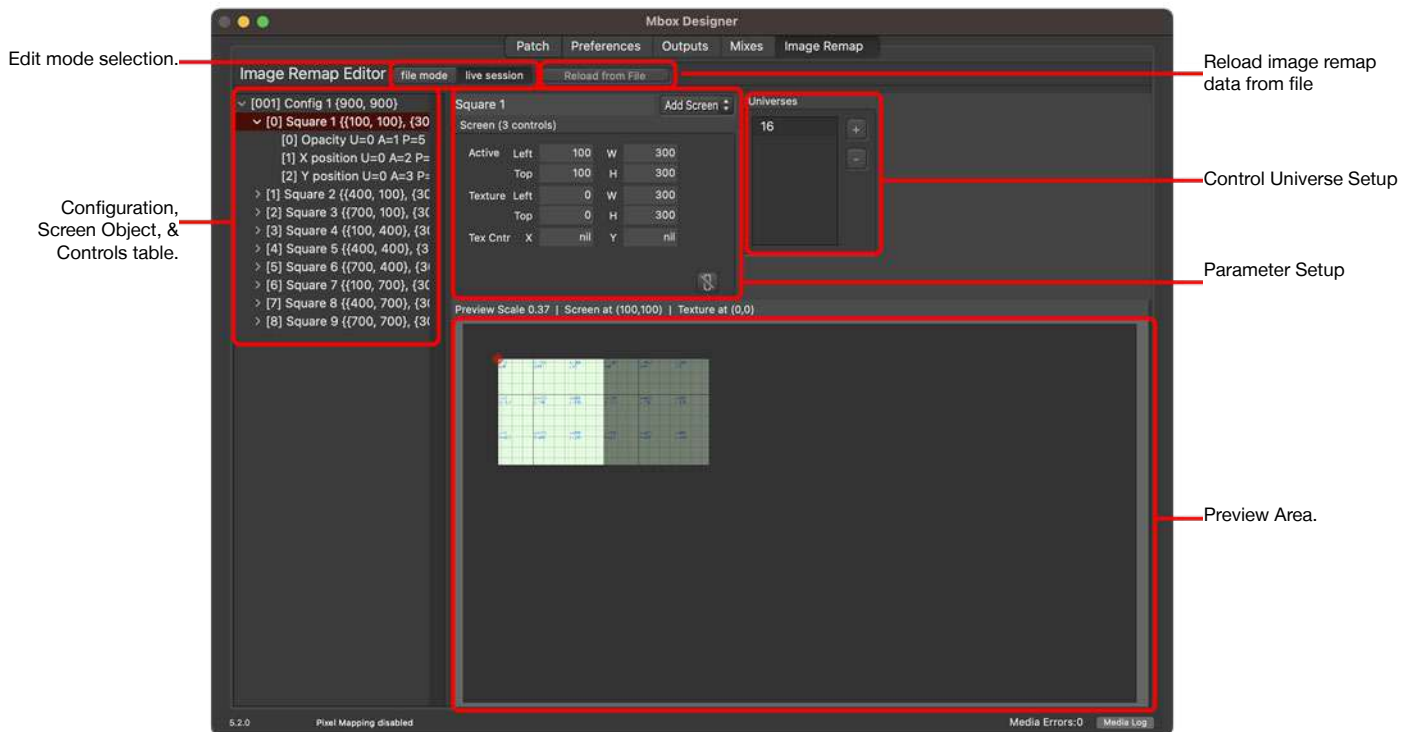 Mbox Designer
Patch Preferences Outputs Mixes Image Remap
Edit mode selection.
Image Remap Editor file mode live session Reload from File
Reload image remap
data from file
[001] Config 1 {900, 900}
[0] Square 1 {{100, 100}, {30
[0] Opacity U=0 A=1 P=5
[1] X position U=0 A=2 P=
[2] Y position U=0 A=3 P=
[1] Square 2 {{400, 100}, {30
[2] Square 3 {{700, 100}, {3(
[3] Square 4 {{100, 400}, {3(
[4] Square 5 {{400, 400}, {3
[5] Square 6 {{700, 400}, {3(
[6] Square 7 {{100, 700}, {3(
[7] Square 8 {{400, 700}, {3(
[8] Square 9 {{700, 700}, {3(
Square 1 Add Screen
Screen (3 controls)
Active Left 100 W 300
Top 100 H 300
Texture Left 0 W 300
Top 0 H 300
Tex Cntr X nil Y nil
Universes
16
+
-
Control Universe Setup
Configuration,
Screen Object, &
Controls table.
Parameter Setup
Preview Scale 0.37 | Screen at (100,100) | Texture at (0,0)
Preview Area.
5.2.0 Pixel Mapping disabled Media Errors:0 Media Log